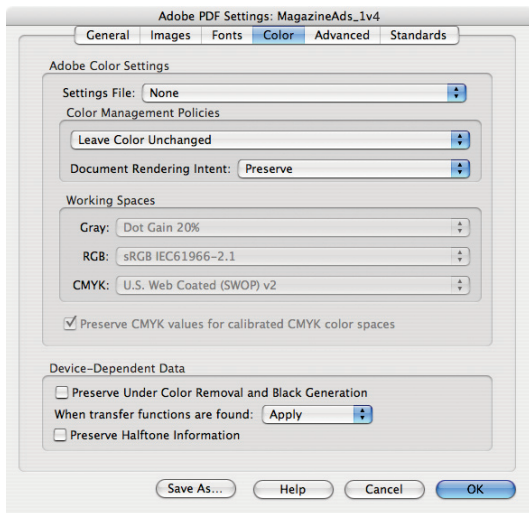 Adobe PDF Settings: MagazineAds_1v4
General Images Fonts Color Advanced Standards
Adobe Color Settings
Settings File: None
Color Management Policies
Leave Color Unchanged
Document Rendering Intent: Preserve
Working Spaces
Gray: Dot Gain 20%
RGB: sRGB IEC61966-2.1
CMYK: U.S. Web Coated (SWOP) v2
Preserve CMYK values for calibrated CMYK color spaces
Device-Dependent Data
Preserve Under Color Removal and Black Generation
When transfer functions are found: Apply
Preserve Halftone Information
Save As... Help Cancel OK